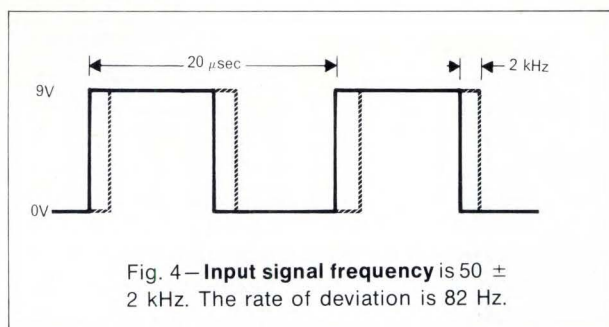 20 μsec
2 kHz
9V
0V
Fig. 4—Input signal frequency is 50 ±
2 kHz. The rate of deviation is 82 Hz.